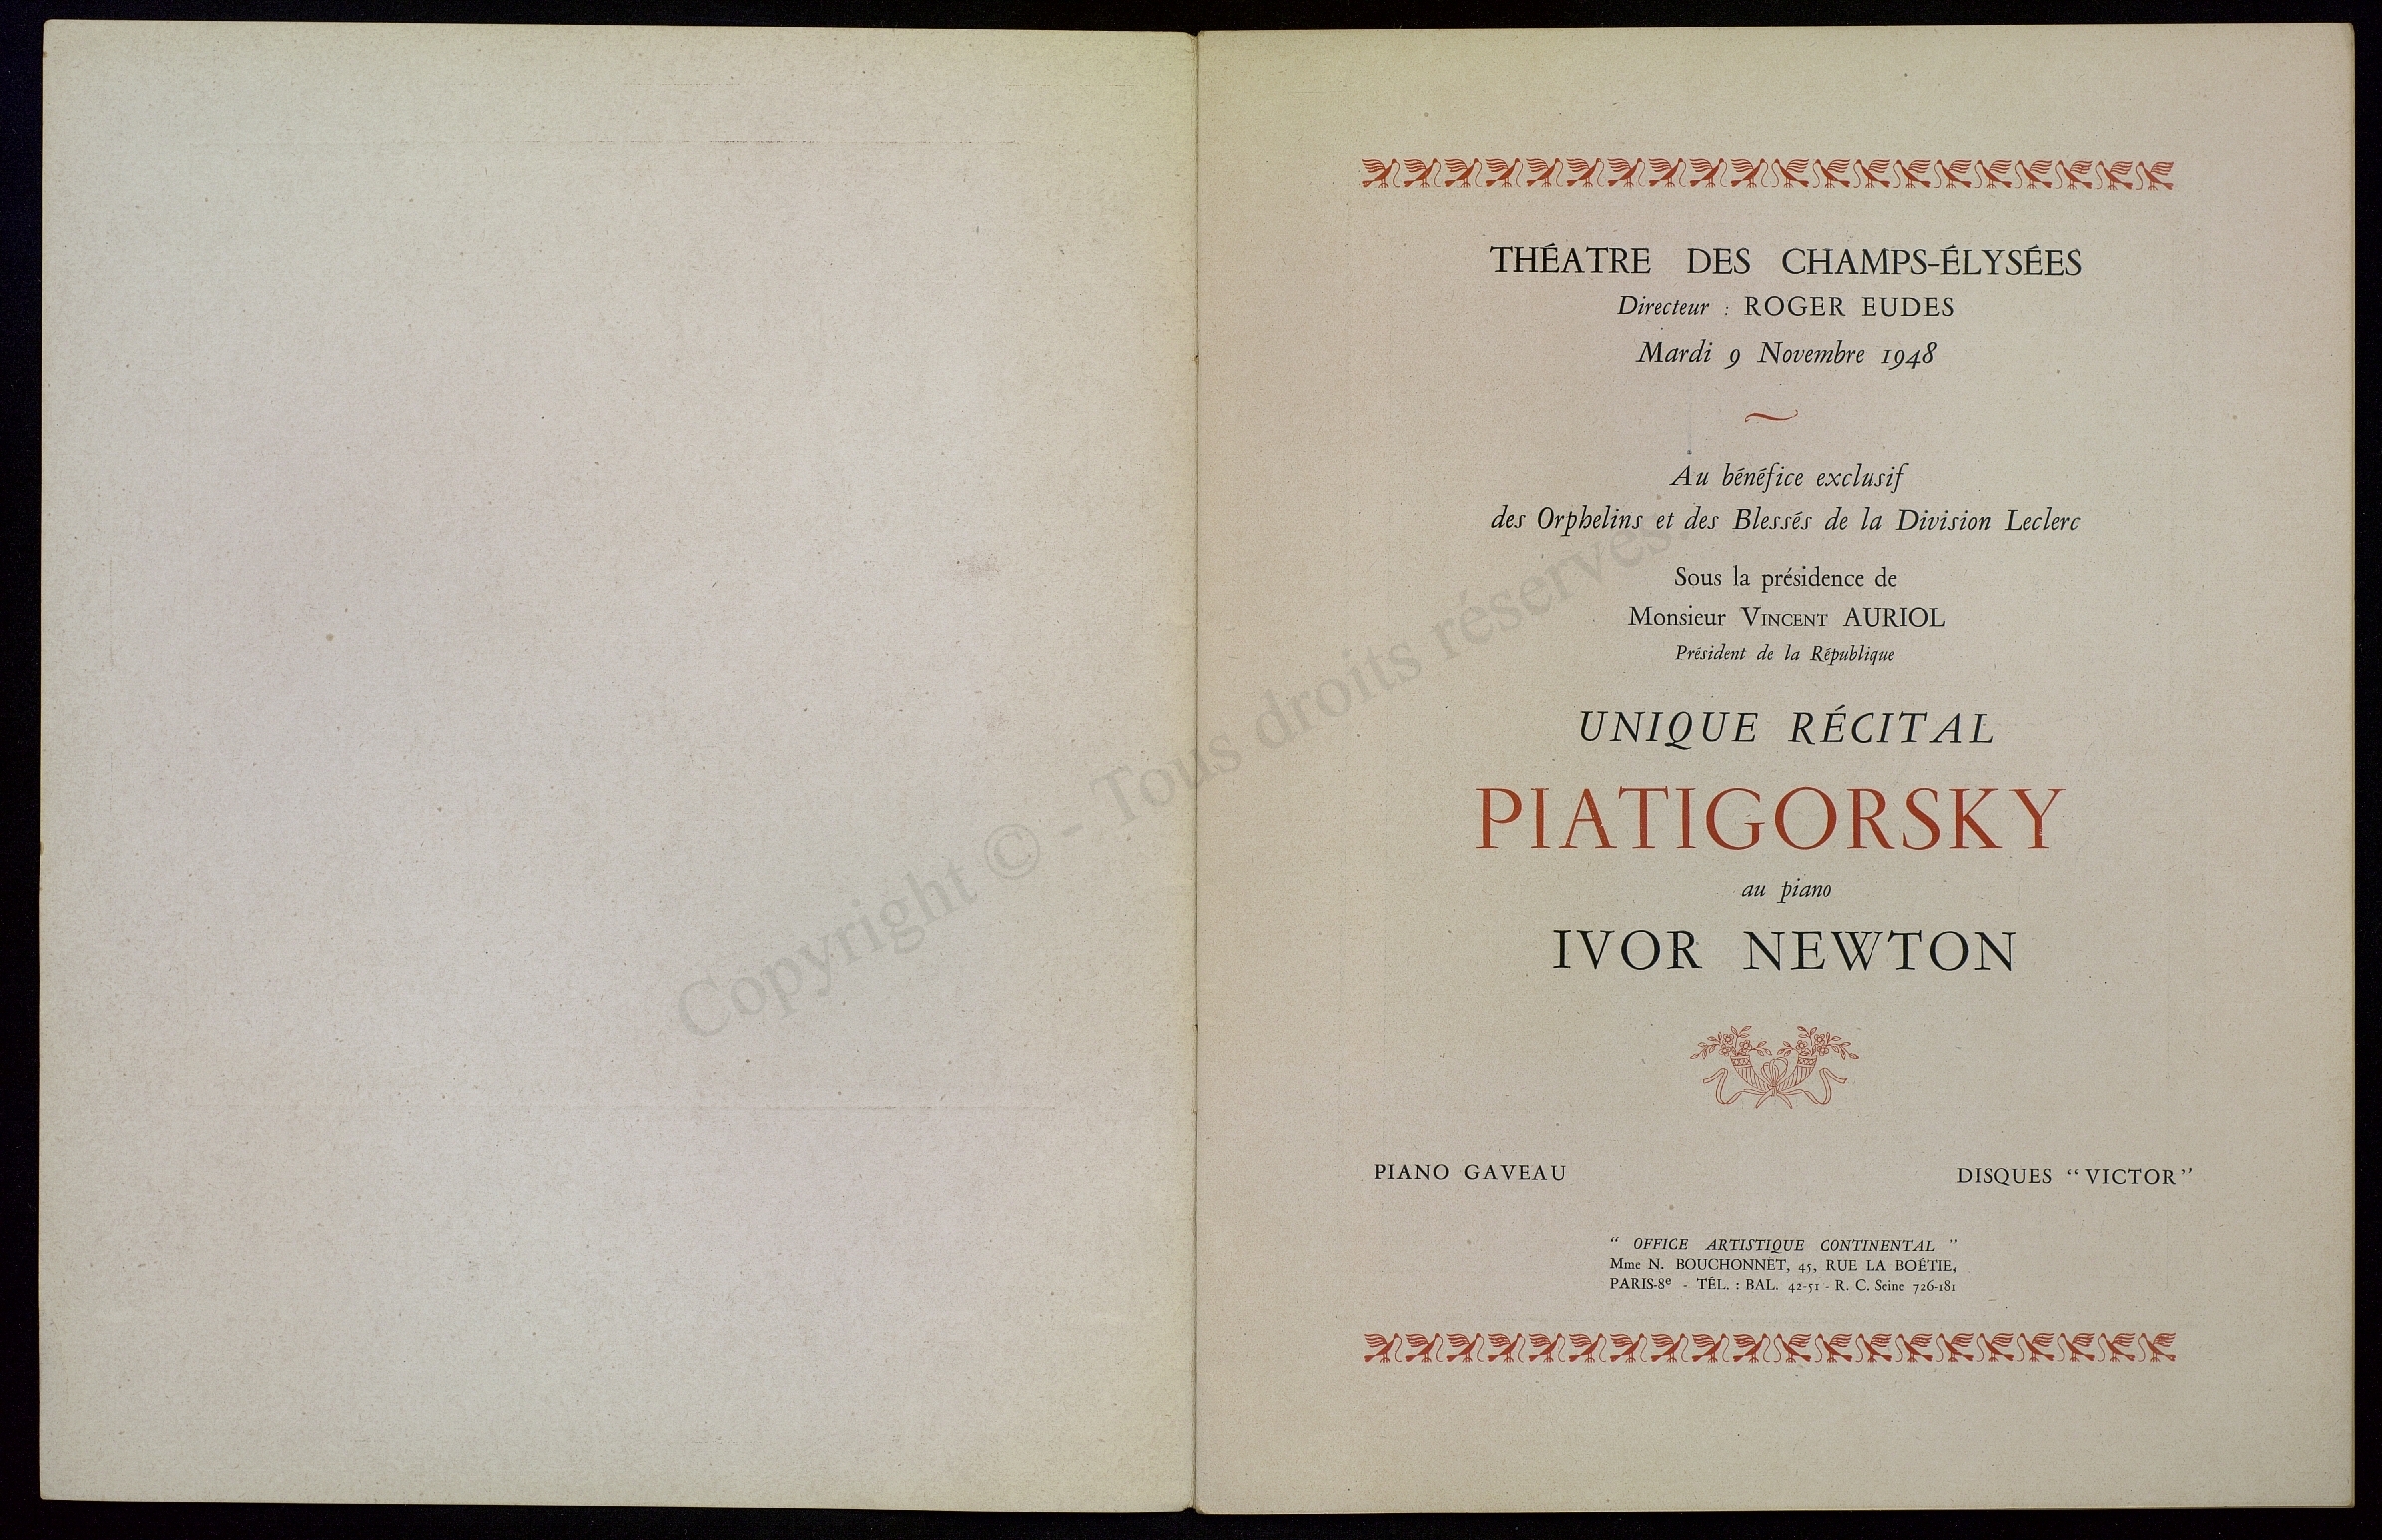 THÉATRE DES CHAMPS-ÉLYSÉES
Directeur : ROGER EUDES
Mardi 9 Novembre 1948
Au bénéfice exclusif
des Orphelins et des Blessés de la Division Leclerc
Sous la présidence de
Monsieur VINCENT AURIOL
Président de la République
UNIQUE RÉCITAL
PIATIGORSKY
au piano
IVOR NEWTON
PIANO GAVEAU
DISQUES “ VICTOR ”
“ OFFICE ARTISTIQUE CONTINENTAL ”
Mme N. BOUCHONNET, 45, RUE LA BOÉTIE,
PARIS-8e - TÉL. : BAL. 42-51 - R. C. Seine 726-181
Copyright © - Tous droits réservés.